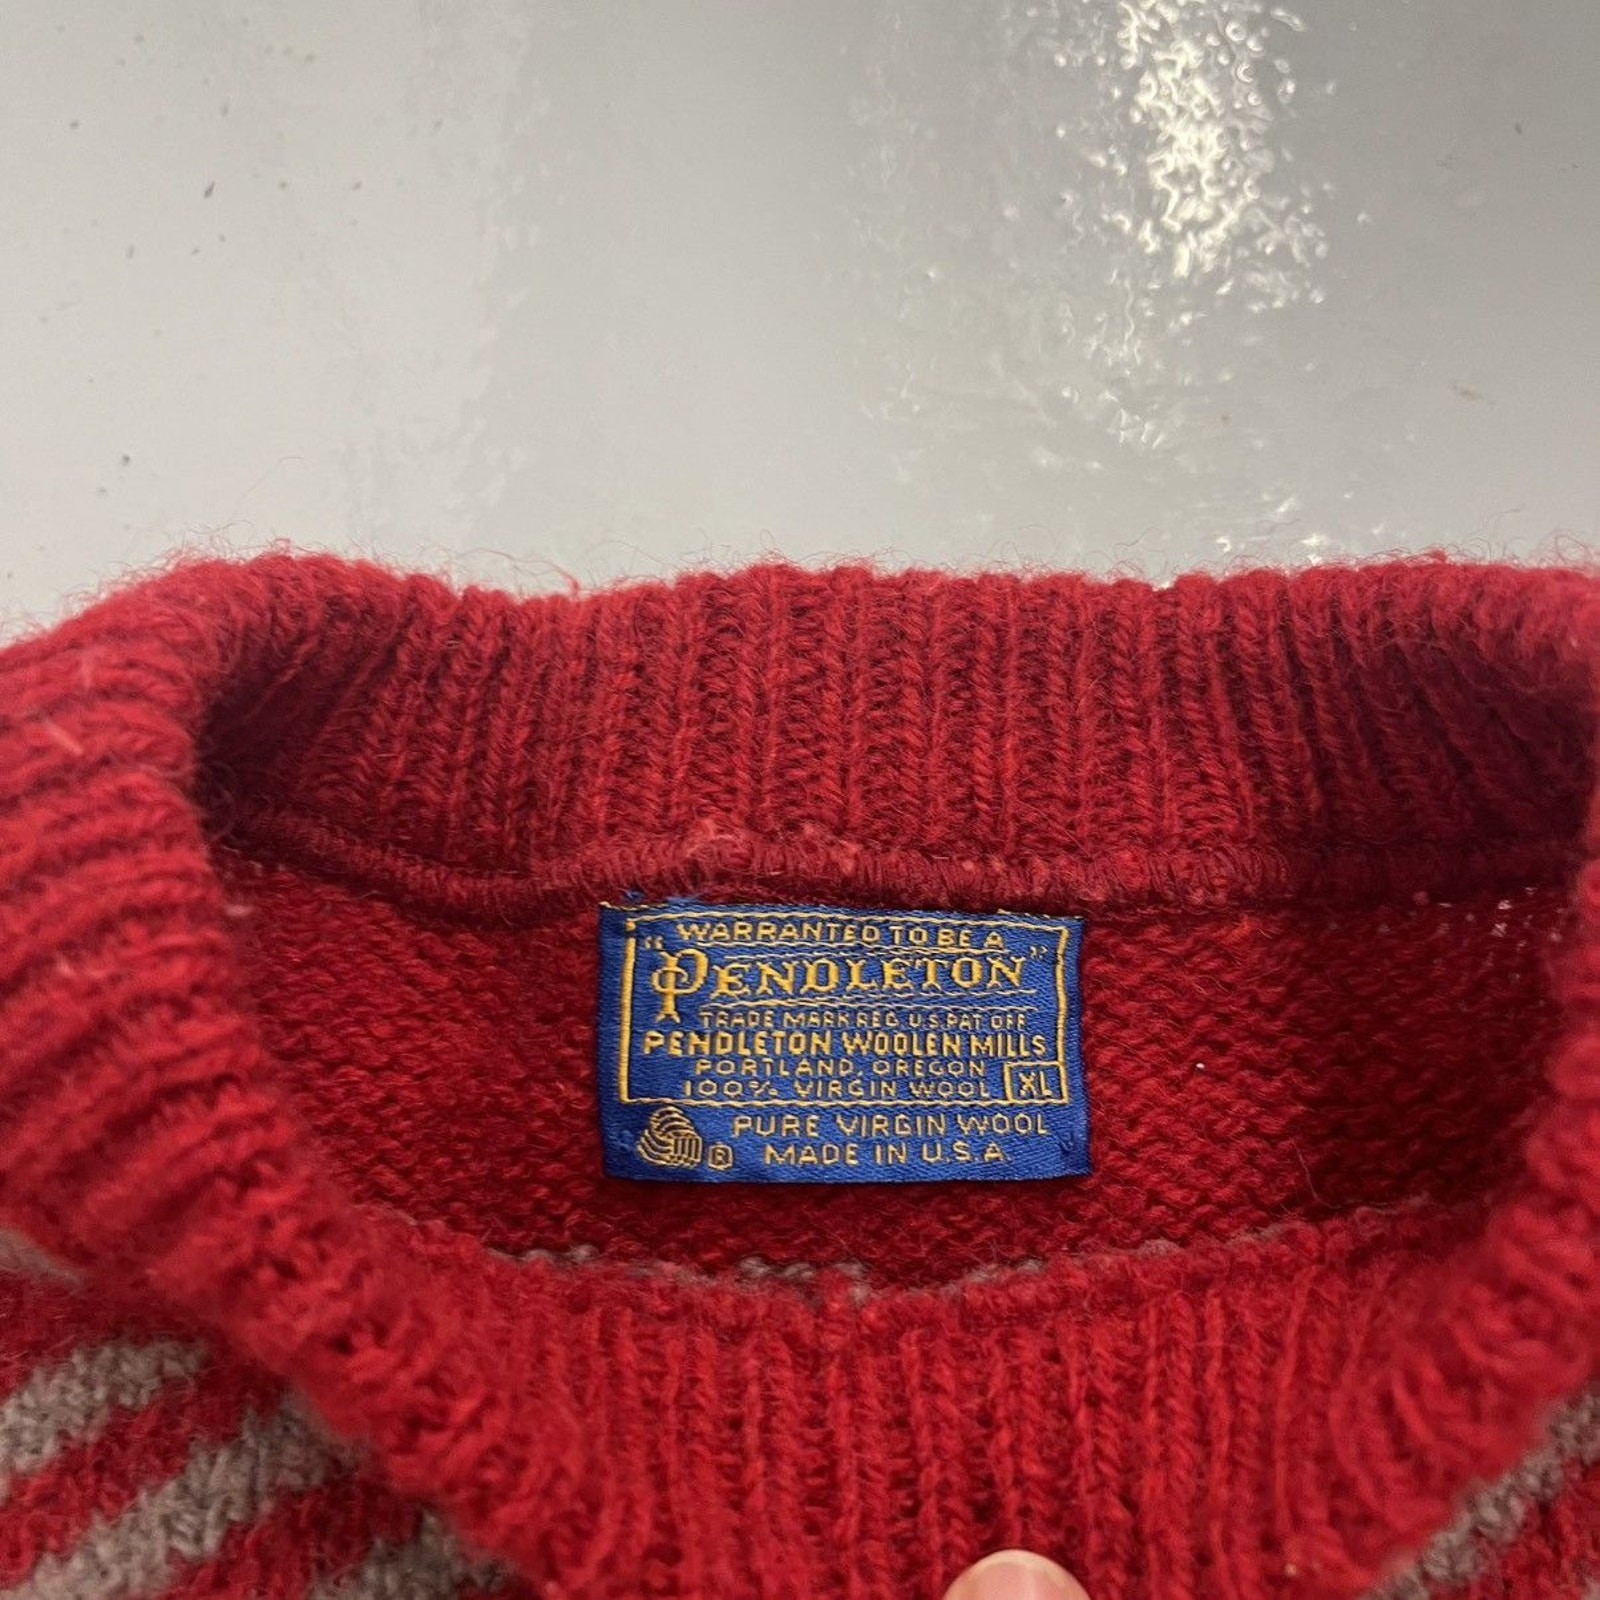 WARRANTED TO BE A
"PENDLETON"
TRADE MARK REG. U.S. PAT OFF
PENDLETON WOOLEN MILLS
PORTLAND, OREGON
100% VIRGIN WOOL XL
PURE VIRGIN WOOL
® MADE IN U.S.A.